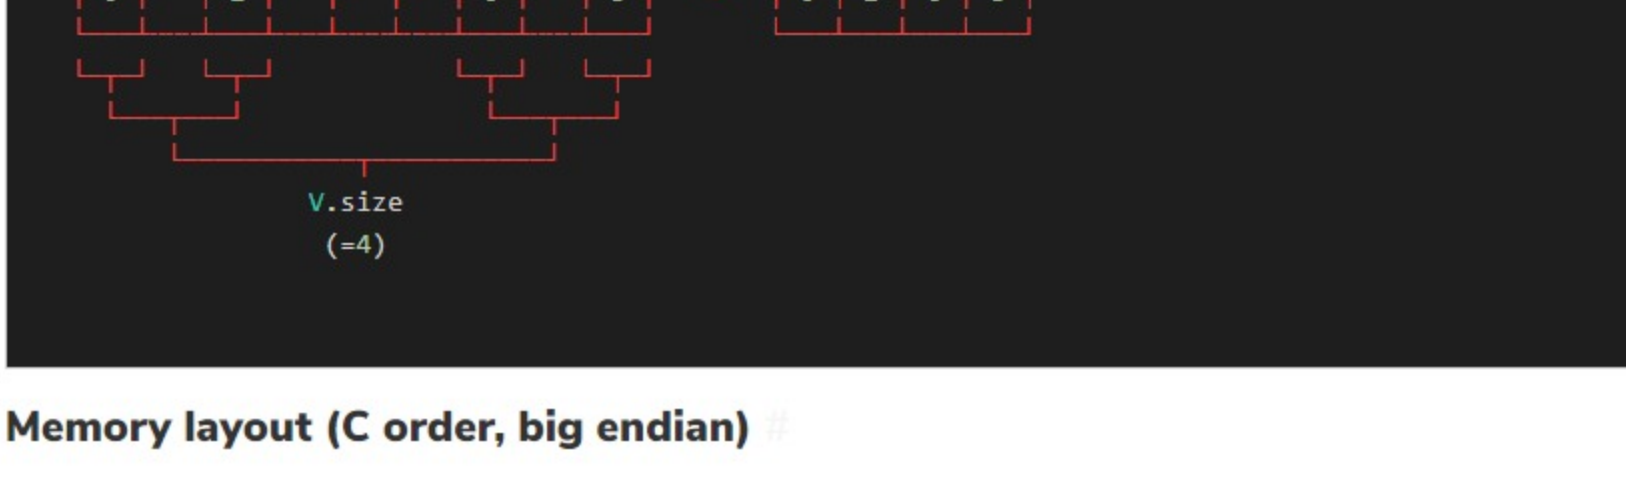 V.size
(=4)
Memory layout (C order, big endian) #